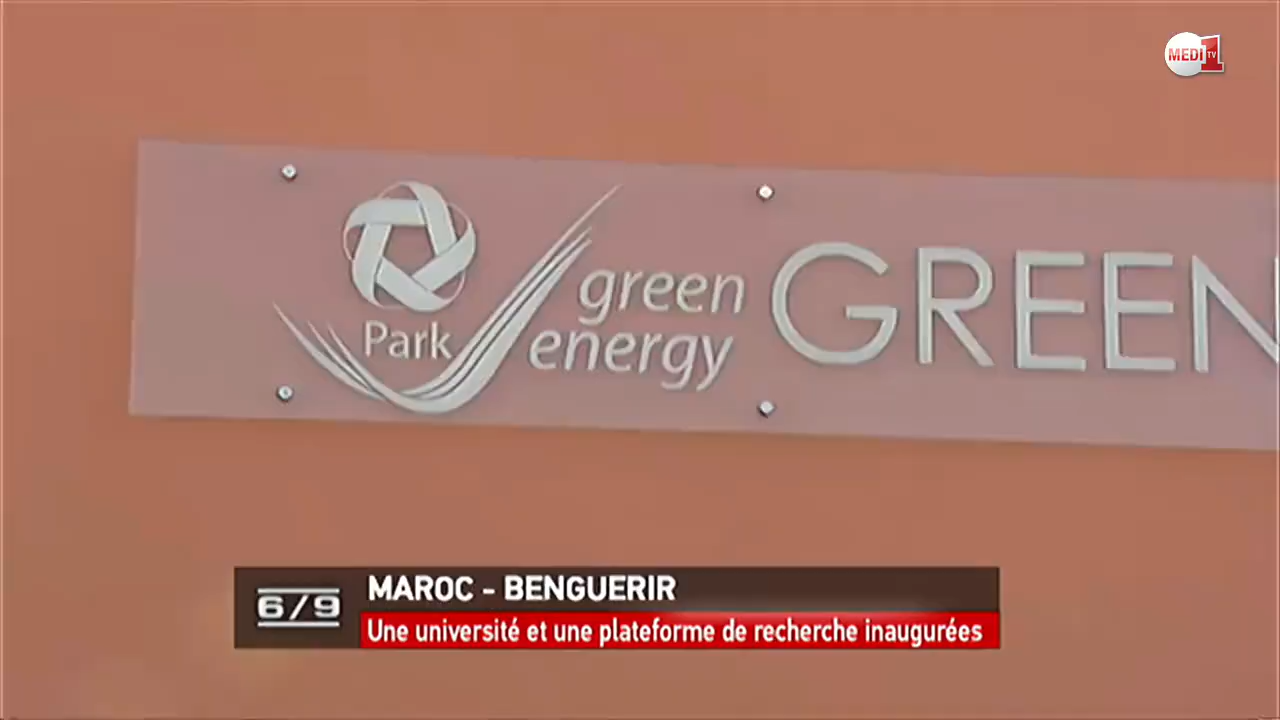 MEDI 1 TV
green
Park energy
GREEN
6/9
MAROC - BENGUERIR
Une université et une plateforme de recherche inaugurées